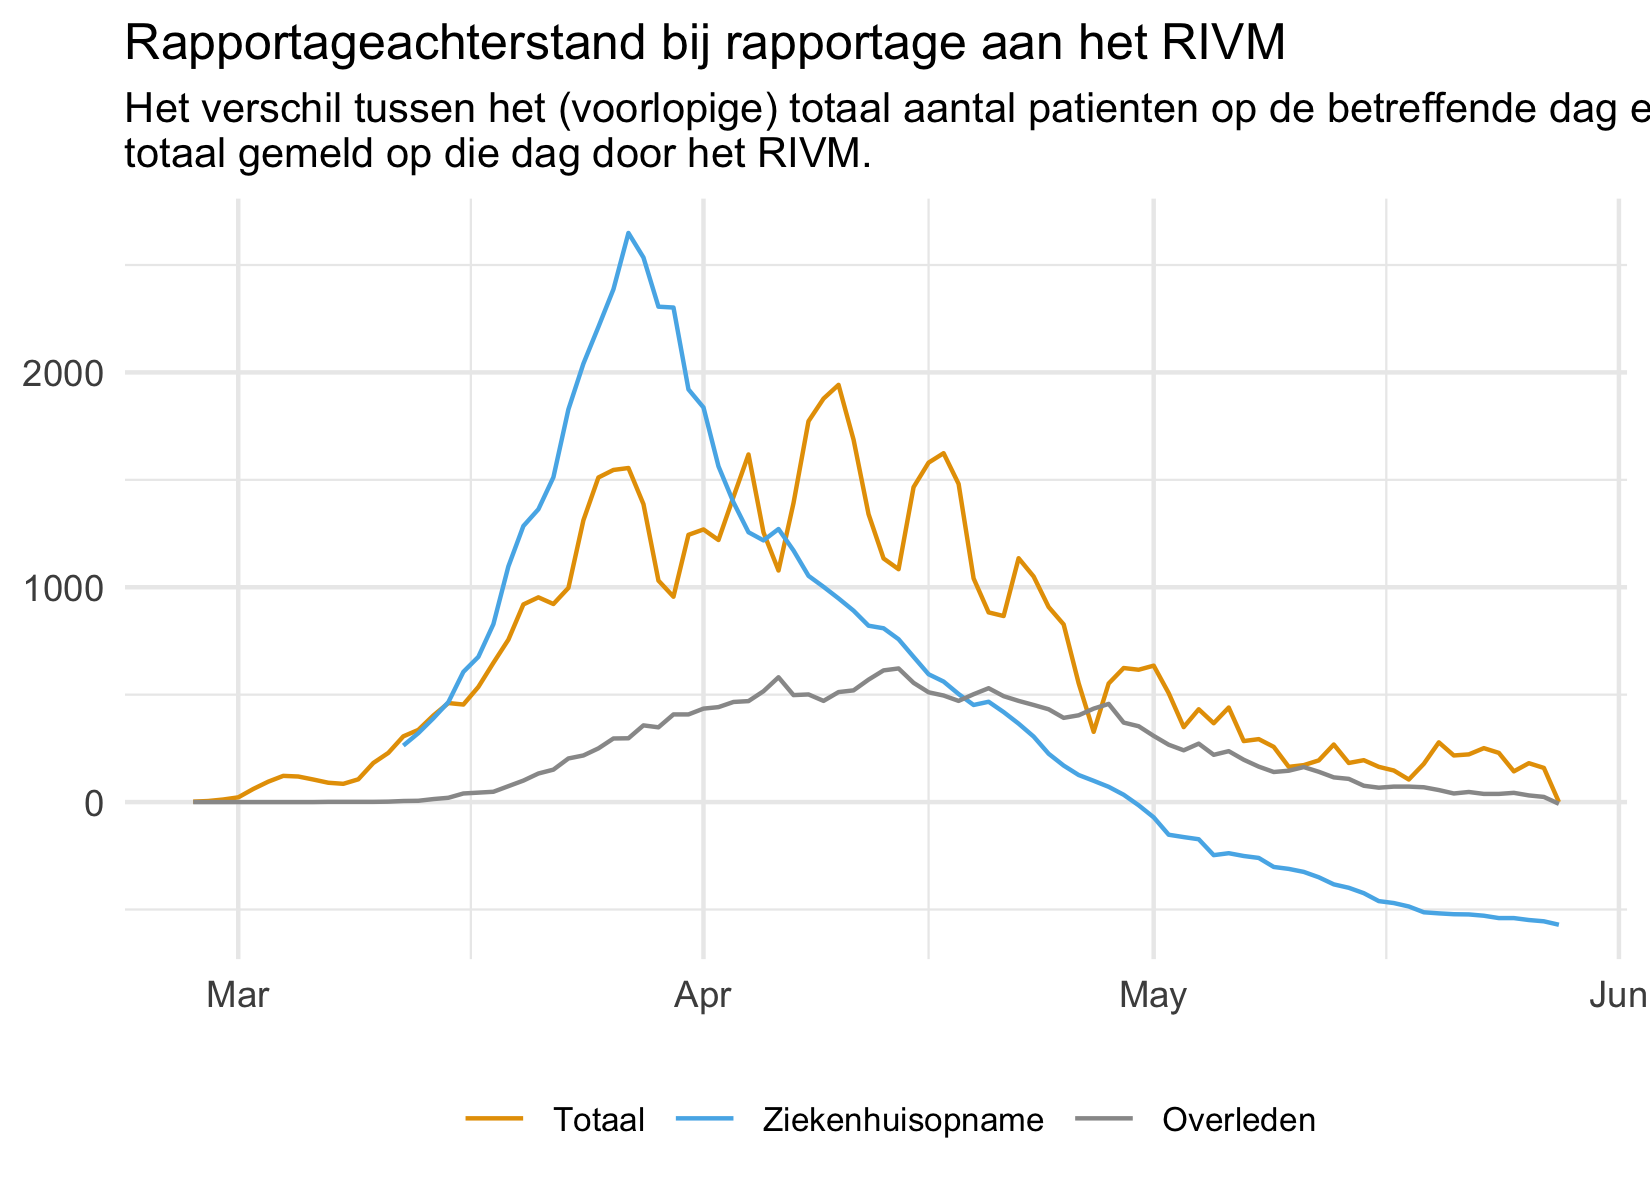 Rapportageachterstand bij rapportage aan het RIVM
Het verschil tussen het (voorlopige) totaal aantal patienten op de betreffende dag e
totaal gemeld op die dag door het RIVM.
2000
1000
0
Mar Apr May Jun
Totaal Ziekenhuisopname Overleden